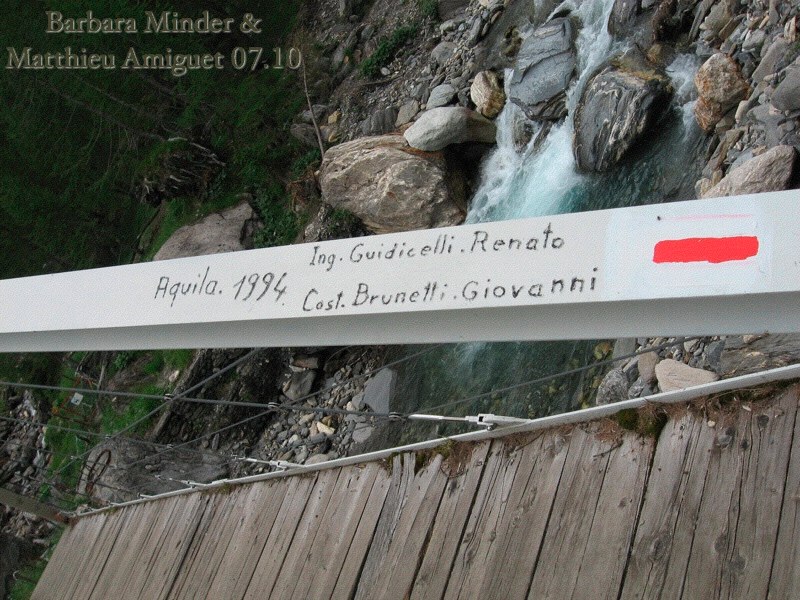 Barbara Minder &
Matthieu Amiguet 07.10
Ing. Guidicelli. Renato
Aquila. 1994.
Cost. Brunetti. Giovanni